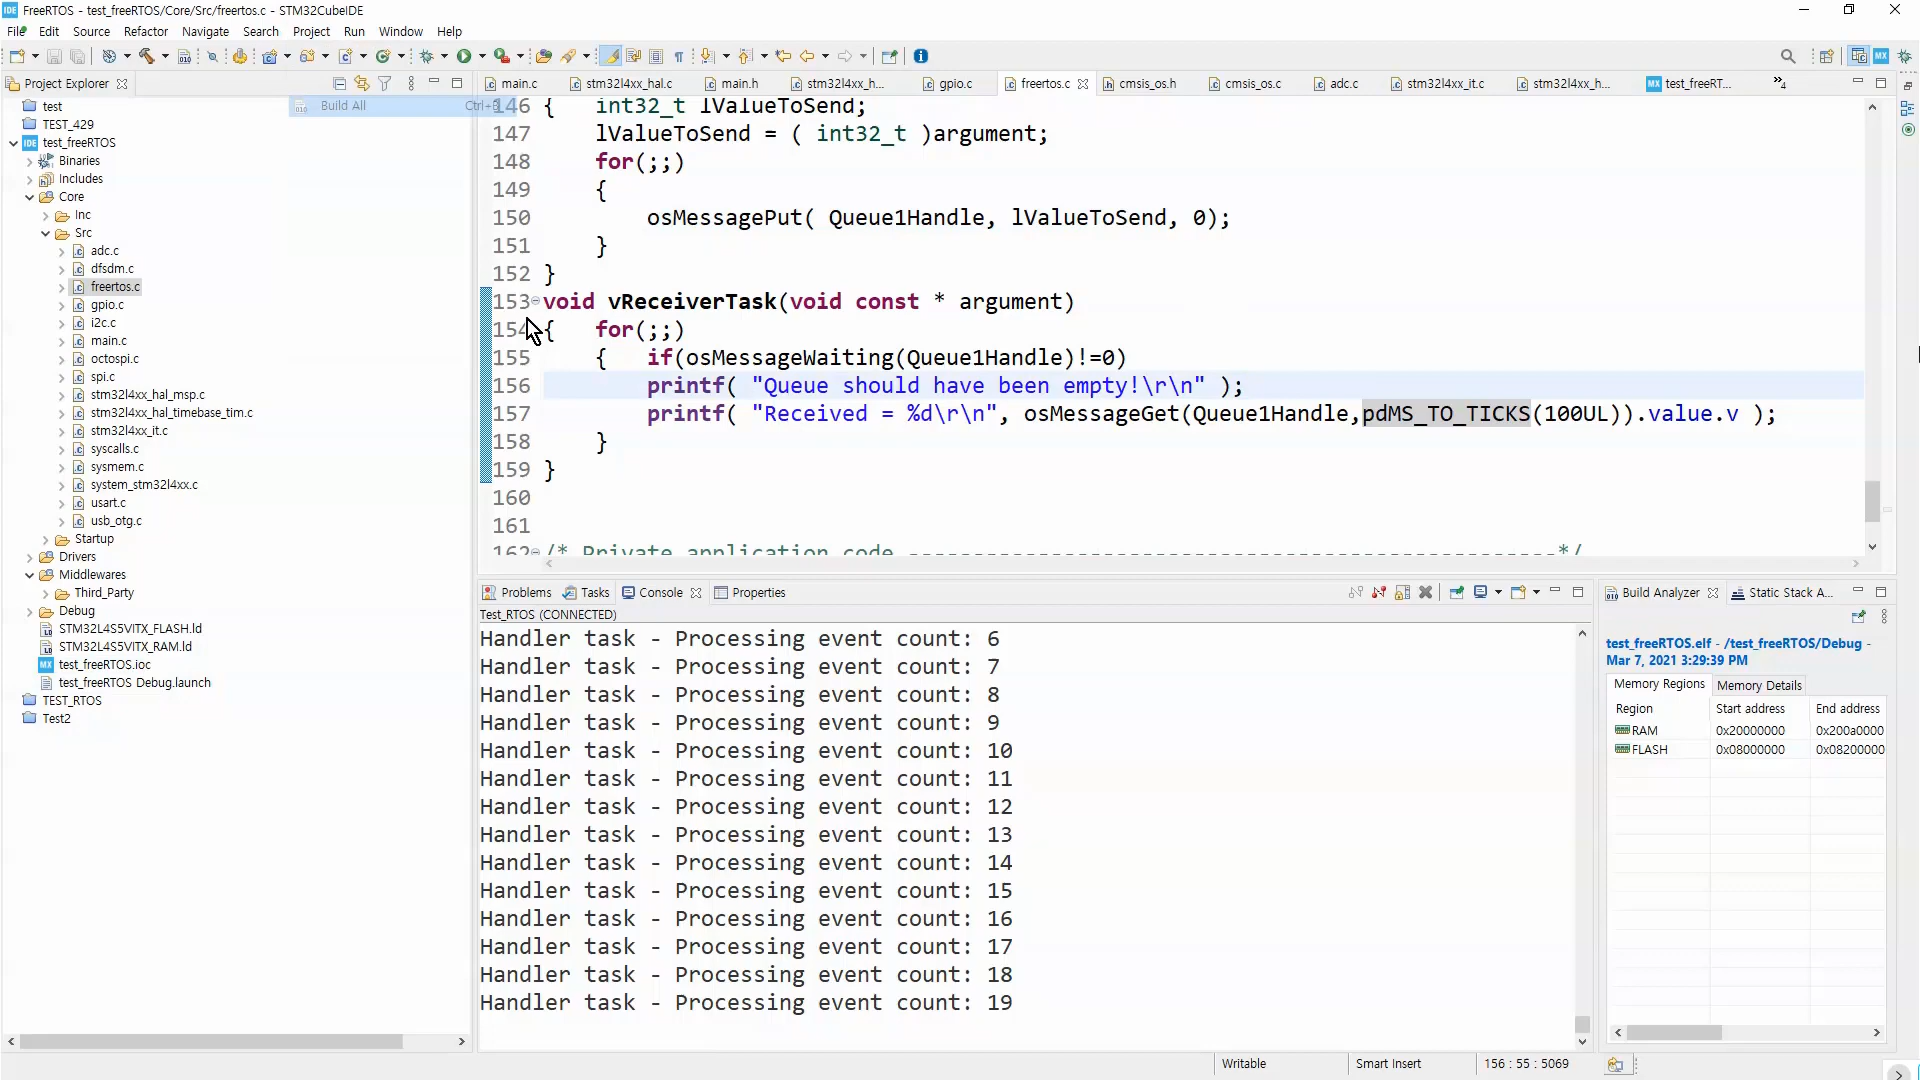 FreeRTOS - test_freeRTOS/Core/Src/freertos.c - STM32CubeIDE
File Edit Source Refactor Navigate Search Project Run Window Help
Project Explorer
Build All
test
TEST_429
test_freeRTOS
Binaries
Includes
Core
Inc
Src
adc.c
dfsdm.c
freertos.c
gpio.c
i2c.c
main.c
octospi.c
spi.c
stm32l4xx_hal_msp.c
stm32l4xx_hal_timebase_tim.c
stm32l4xx_it.c
syscalls.c
sysmem.c
system_stm32l4xx.c
usart.c
usb_otg.c
Startup
Drivers
Middlewares
Third_Party
Debug
STM32L4S5VITX_FLASH.ld
STM32L4S5VITX_RAM.ld
test_freeRTOS.ioc
test_freeRTOS Debug.launch
TEST_RTOS
Test2
main.c stm32l4xx_hal.c main.h stm32l4xx_h... gpio.c freertos.c cmsis_os.h cmsis_os.c adc.c stm32l4xx_it.c stm32l4xx_h... test_freeRT... 4
146 { int32_t lValueToSend;
147 lValueToSend = ( int32_t )argument;
148 for(;;)
149 {
150 osMessagePut( Queue1Handle, lValueToSend, 0);
151 }
152 }
153 void vReceiverTask(void const * argument)
154 { for(;;)
155 { if(osMessageWaiting(Queue1Handle)!=0)
156 printf( "Queue should have been empty!\r\n" );
157 printf( "Received = %d\r\n", osMessageGet(Queue1Handle,pdMS_TO_TICKS(100UL)).value.v );
158 }
159 }
160
161
162 /* Private application code --------------------------------------------------*/
Problems Tasks Console Properties
Test_RTOS (CONNECTED)
Handler task - Processing event count: 6
Handler task - Processing event count: 7
Handler task - Processing event count: 8
Handler task - Processing event count: 9
Handler task - Processing event count: 10
Handler task - Processing event count: 11
Handler task - Processing event count: 12
Handler task - Processing event count: 13
Handler task - Processing event count: 14
Handler task - Processing event count: 15
Handler task - Processing event count: 16
Handler task - Processing event count: 17
Handler task - Processing event count: 18
Handler task - Processing event count: 19
Build Analyzer Static Stack A...
test_freeRTOS.elf - /test_freeRTOS/Debug -
Mar 7, 2021 3:29:39 PM
Memory Regions Memory Details
Region Start address End address
RAM 0x20000000 0x200a0000
FLASH 0x08000000 0x08200000
Writable Smart Insert 156 : 55 : 5069